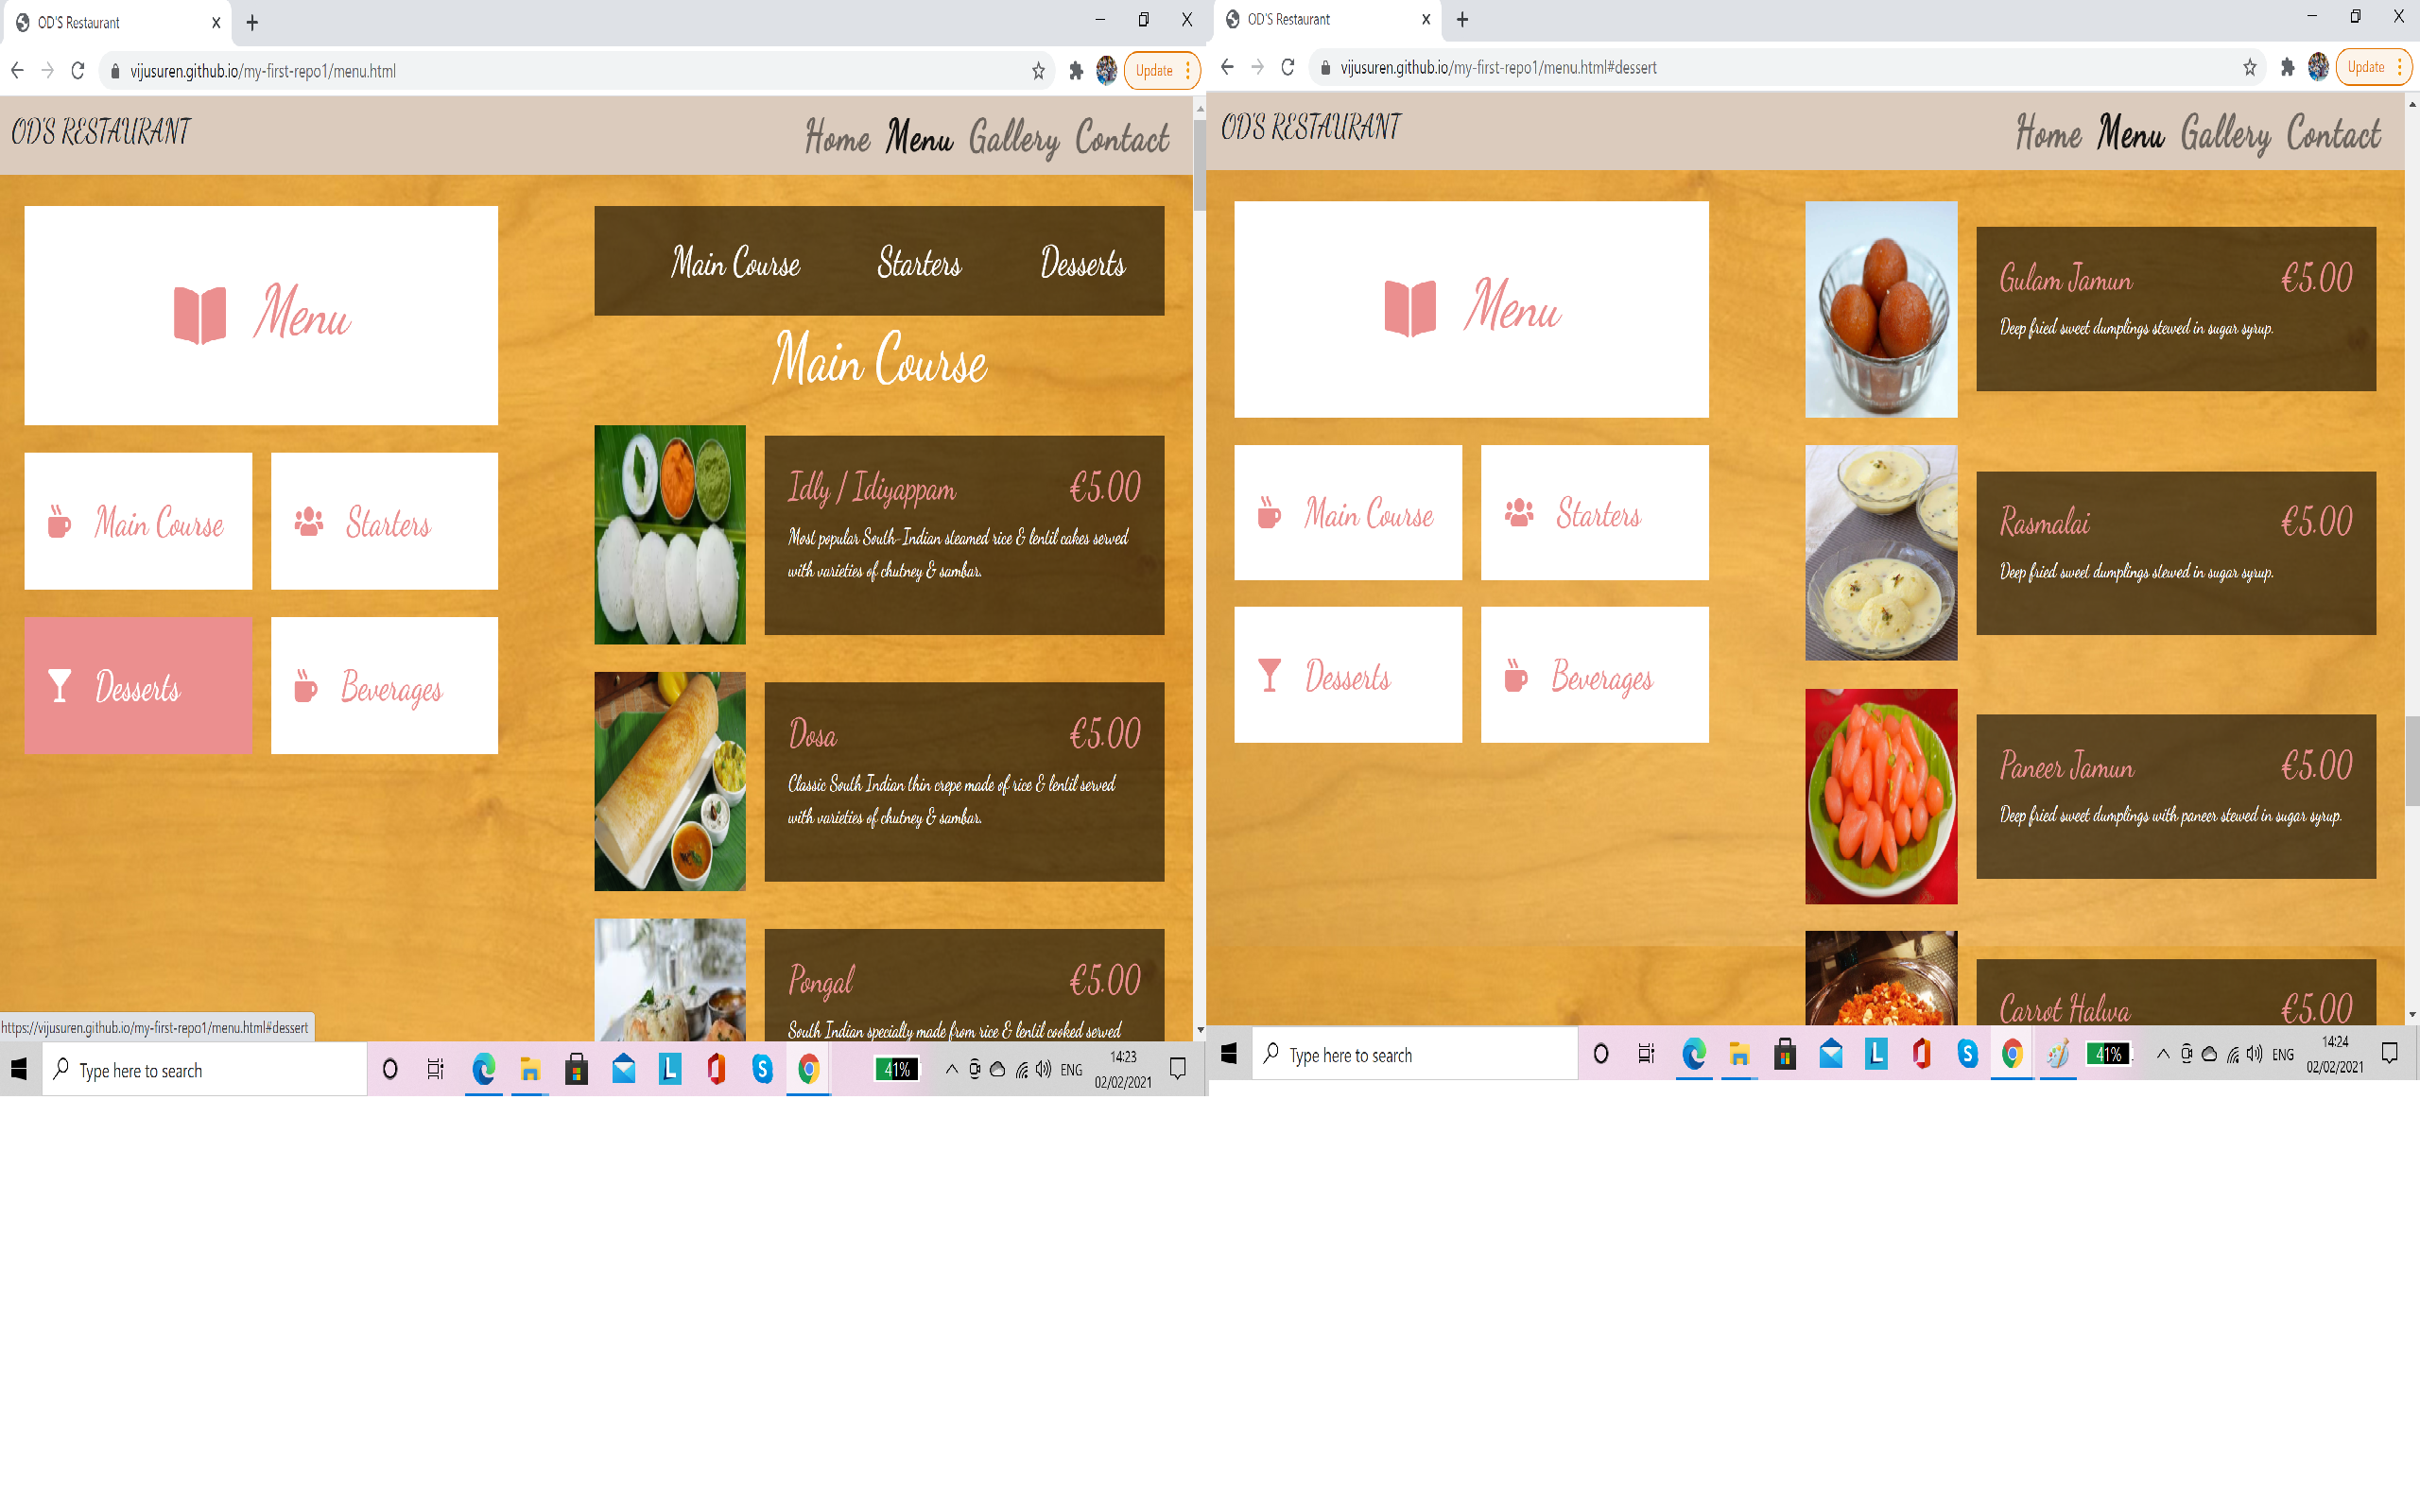 OD'S Restaurant
vijusuren.github.io/my-first-repo1/menu.html
Update
OD'S RESTAURANT
Home Menu Gallery Contact
Menu
Main Course
Starters
Desserts
Beverages
Main Course Starters Desserts
Main Course
Idly / Idiyappam €5.00
Most popular South-Indian steamed rice & lentil cakes served
with varieties of chutney & sambar.
Dosa €5.00
Classic South Indian thin crepe made of rice & lentil served
with varieties of chutney & sambar.
Pongal €5.00
South Indian specialty made from rice & lentil cooked served
https://vijusuren.github.io/my-first-repo1/menu.html#dessert
Type here to search
L
S
41%
ENG
14:23
02/02/2021
OD'S Restaurant
vijusuren.github.io/my-first-repo1/menu.html#dessert
Update
OD'S RESTAURANT
Home Menu Gallery Contact
Menu
Main Course
Starters
Desserts
Beverages
Gulam Jamun €5.00
Deep fried sweet dumplings stewed in sugar syrup.
Rasmalai €5.00
Deep fried sweet dumplings stewed in sugar syrup.
Paneer Jamun €5.00
Deep fried sweet dumplings with paneer stewed in sugar syrup.
Carrot Halwa €5.00
Type here to search
L
S
41%
ENG
14:24
02/02/2021